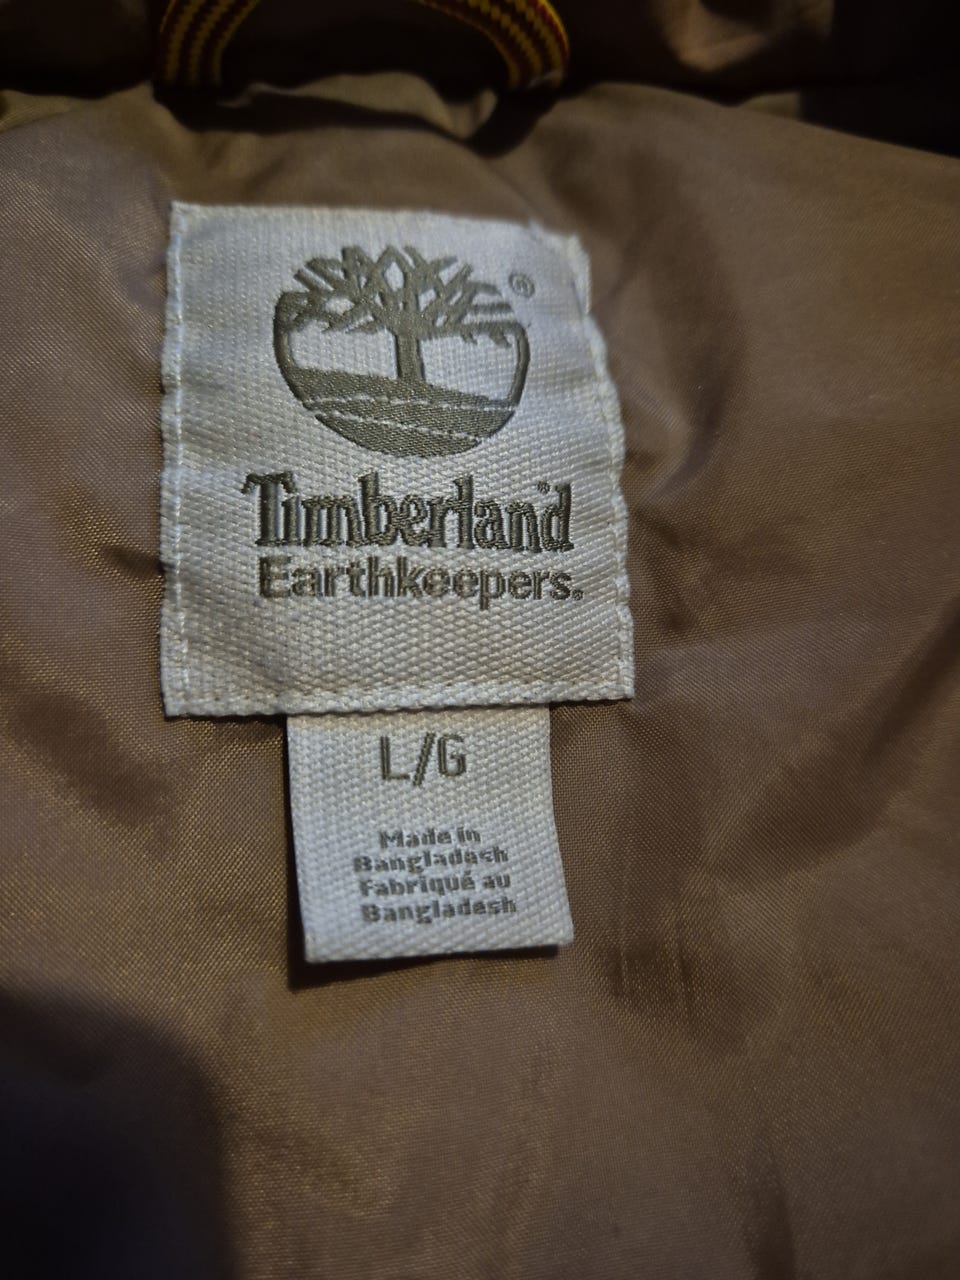 ®
Timberland®
Earthkeepers®
L/G
Made in
Bangladesh
Fabriqué au
Bangladesh